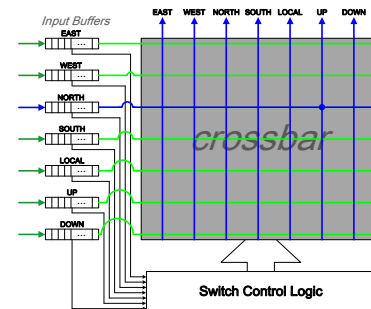 Input Buffers
EAST WEST NORTH SOUTH LOCAL UP DOWN
EAST
...
WEST
...
NORTH
...
crossbar
SOUTH
...
LOCAL
...
UP
...
DOWN
...
Switch Control Logic